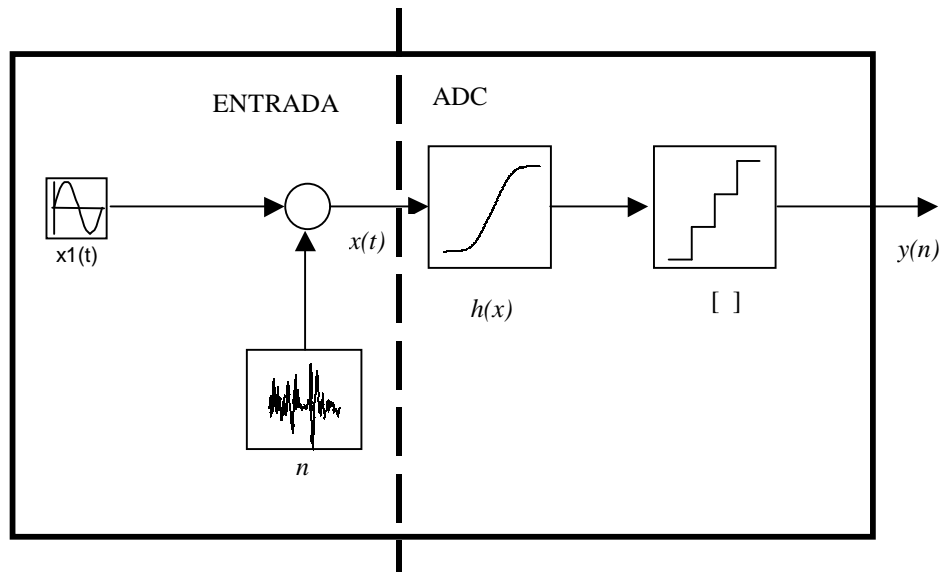 ENTRADA
ADC
x1(t)
x(t)
h(x)
[ ]
y(n)
n